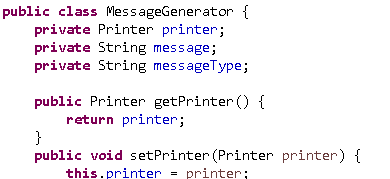 public class MessageGenerator {
    private Printer printer;
    private String message;
    private String messageType;

    public Printer getPrinter() {
        return printer;
    }
    public void setPrinter(Printer printer) {
        this.printer = printer;